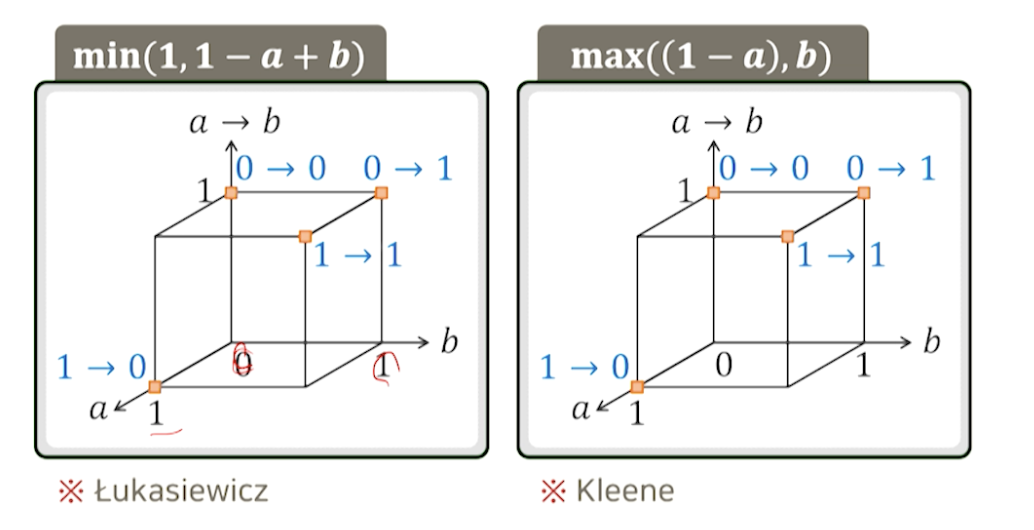 min(1, 1 − a + b)
a → b
0 → 0 0 → 1
1
1 → 1
b
1 → 0 0 1
a 1
※ Łukasiewicz
max((1 − a), b)
a → b
0 → 0 0 → 1
1
1 → 1
b
1 → 0 0 1
a 1
※ Kleene